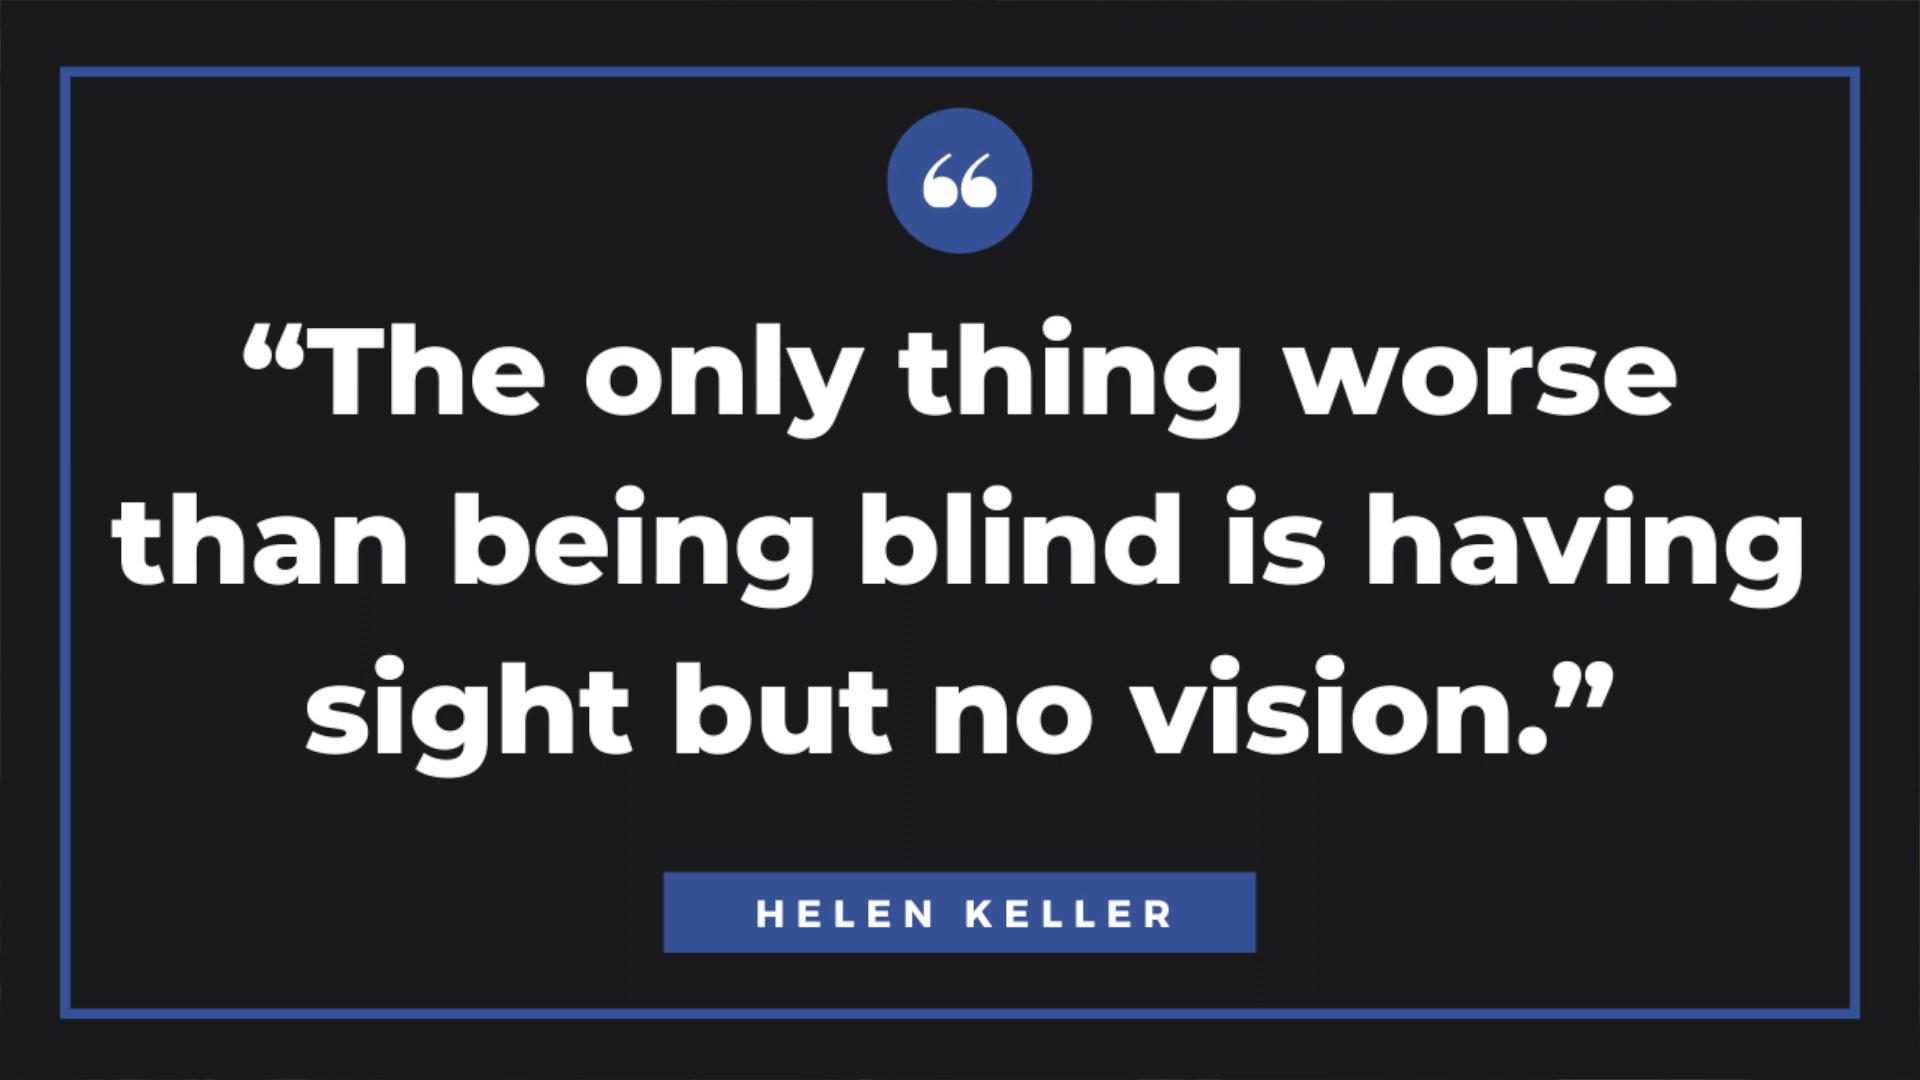 “
“The only thing worse
than being blind is having
sight but no vision.”
HELEN KELLER